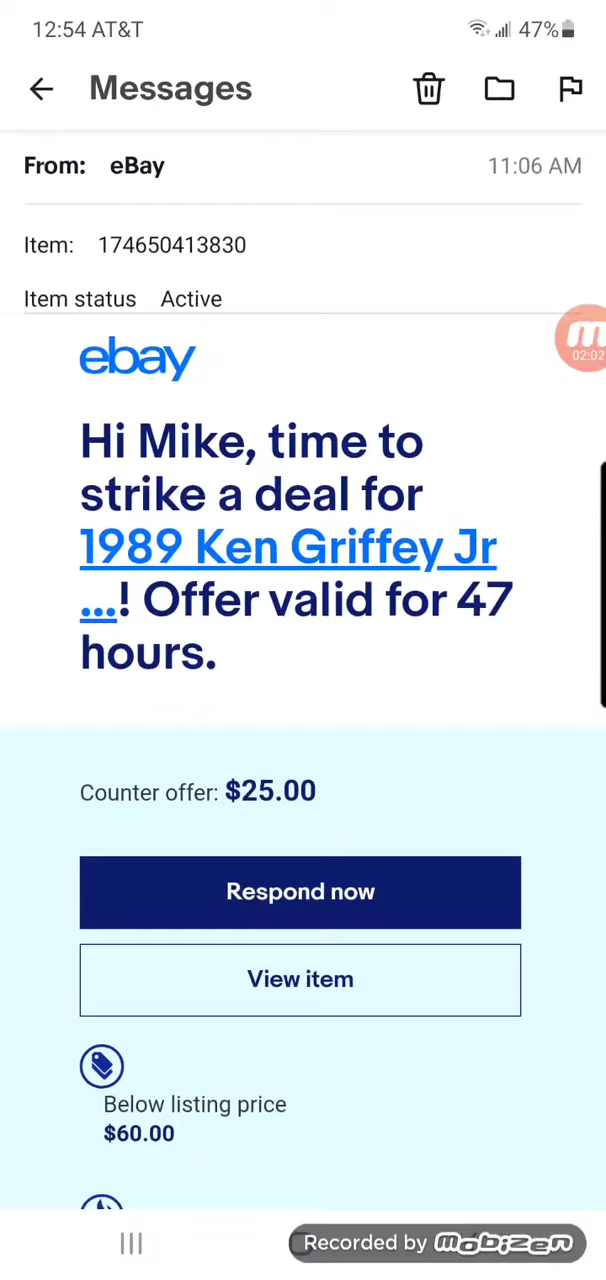 12:54 AT&T 47%
Messages
From: eBay 11:06 AM
Item: 174650413830
Item status Active
02:02
ebay
Hi Mike, time to
strike a deal for
1989 Ken Griffey Jr
...! Offer valid for 47
hours.
Counter offer: $25.00
Respond now
View item
Below listing price
$60.00
Recorded by mobizen